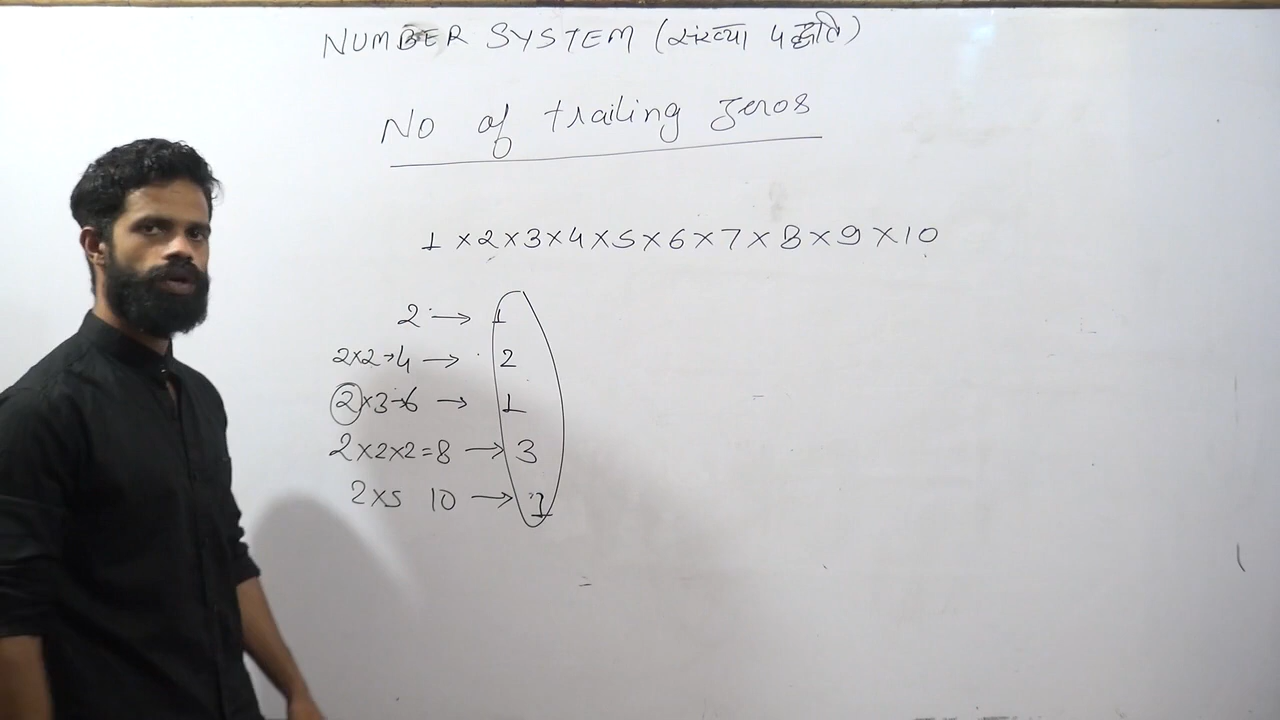 NUMBER SYSTEM (संख्या पद्धति)
No of trailing zeros
1 × 2 × 3 × 4 × 5 × 6 × 7 × 8 × 9 × 10
2 → 1
2×2→4 → 2
2×3→6 → 1
2×2×2=8 → 3
2×5 10 → 1